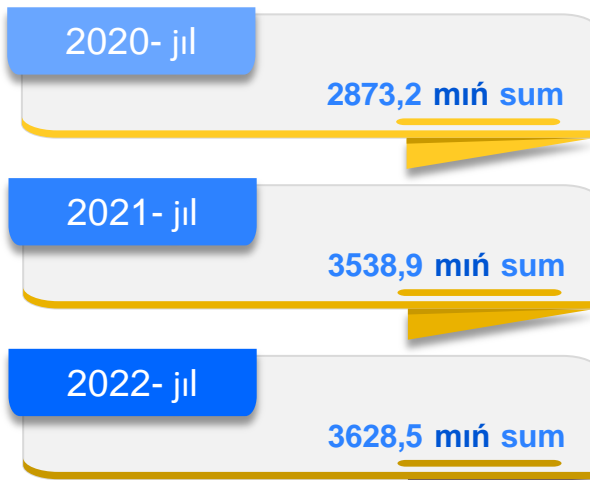 2020- jıl
2873,2 mıń sum
2021- jıl
3538,9 mıń sum
2022- jıl
3628,5 mıń sum